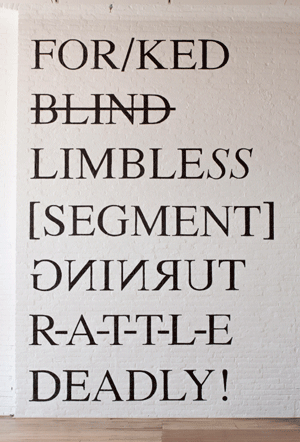 FOR/KED
BLIND
LIMBLESS
[SEGMENT]
TURNING
R-A-T-T-L-E
DEADLY!